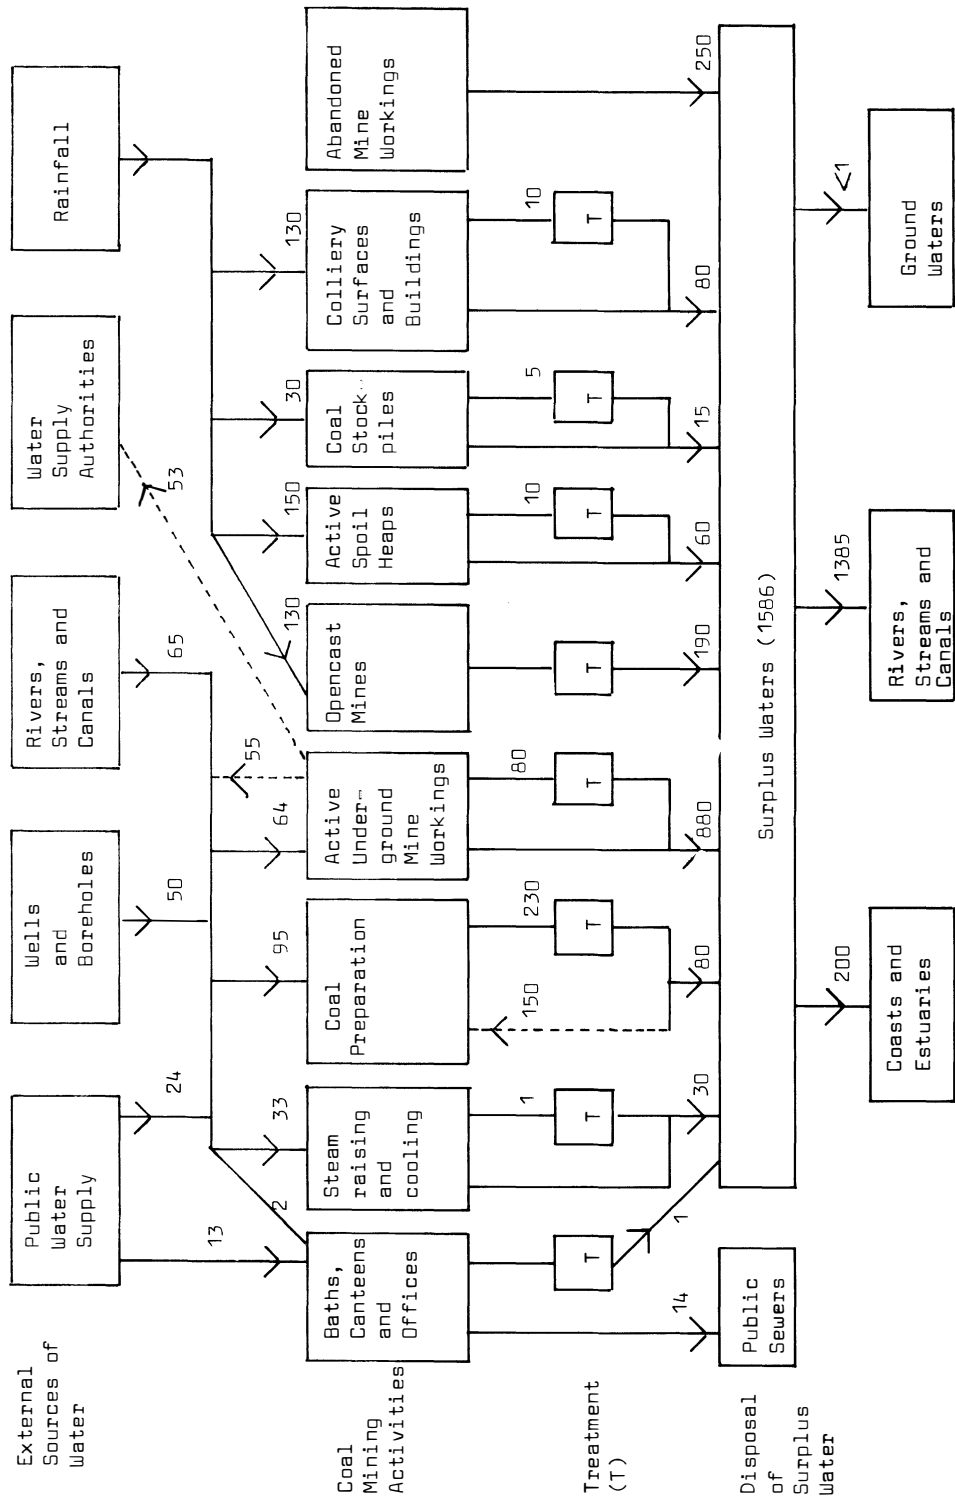 External
Sources of
Water
Public
Water
Supply
Wells
and
Boreholes
Rivers,
Streams and
Canals
Water
Supply
Authorities
Rainfall
13
24
50
65
53
2
33
95
64
55
130
150
30
130
Coal
Mining
Activities
Baths,
Canteens
and
Offices
Steam
raising
and
cooling
Coal
Preparation
Active
Under-
ground
Mine
Workings
Opencast
Mines
Active
Spoil
Heaps
Coal
Stock-
piles
Colliery
Surfaces
and
Buildings
Abandoned
Mine
Workings
1
150
230
80
10
5
10
Treatment
(T)
T
T
T
T
T
T
T
T
14
1
30
80
880
190
60
15
80
250
Disposal
of
Surplus
Water
Public
Sewers
Surplus Waters (1586)
200
1385
<1
Coasts and
Estuaries
Rivers,
Streams and
Canals
Ground
Waters